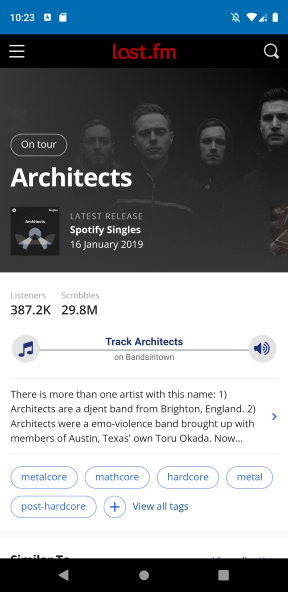 10:23
A
last.fm
On tour
Architects
Architects
LATEST RELEASE
Spotify Singles
16 January 2019
Listeners Scrobbles
387.2K 29.8M
Track Architects
on Bandsintown
There is more than one artist with this name: 1)
Architects are a djent band from Brighton, England. 2)
Architects were a emo-violence band brought up with
members of Austin, Texas' own Toru Okada. Now...
metalcore mathcore hardcore metal
post-hardcore + View all tags
Similar To